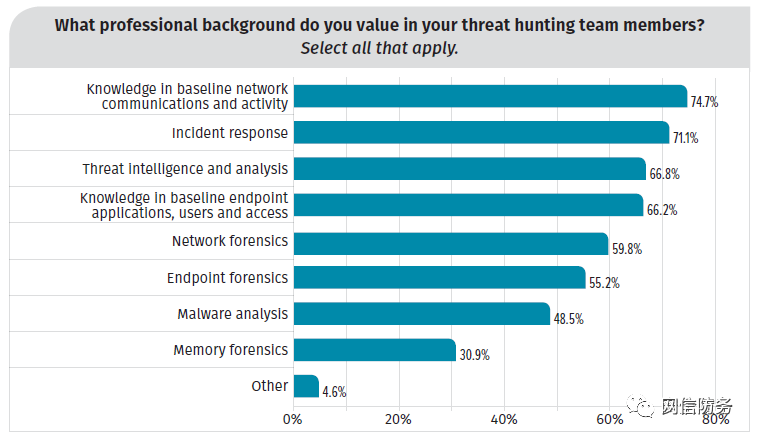 What professional background do you value in your threat hunting team members?
Select all that apply.
Knowledge in baseline network
communications and activity
74.7%
Incident response
71.1%
Threat intelligence and analysis
66.8%
Knowledge in baseline endpoint
applications, users and access
66.2%
Network forensics
59.8%
Endpoint forensics
55.2%
Malware analysis
48.5%
Memory forensics
30.9%
Other
4.6%
0% 20% 40% 60% 80%
网信防务